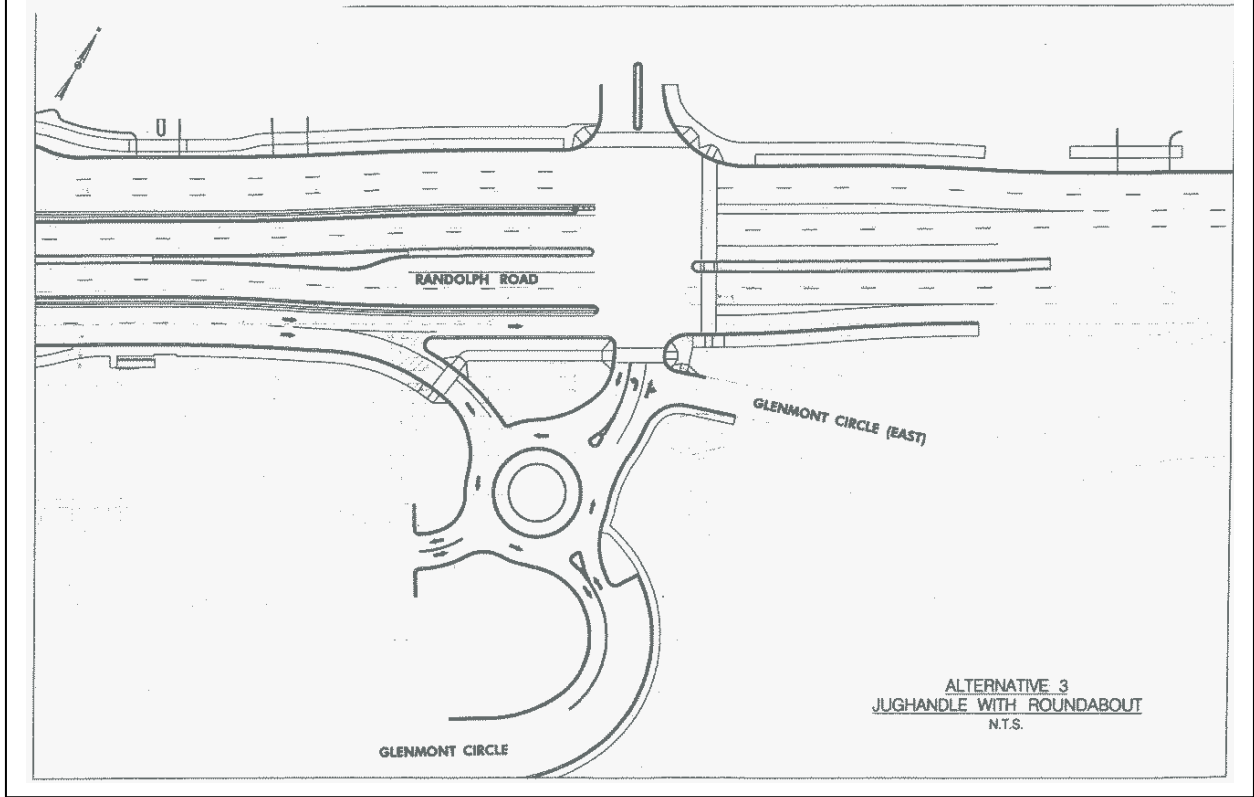 RANDOLPH ROAD
GLENMONT CIRCLE (EAST)
ALTERNATIVE 3
JUGHANDLE WITH ROUNDABOUT
N.T.S.
GLENMONT CIRCLE